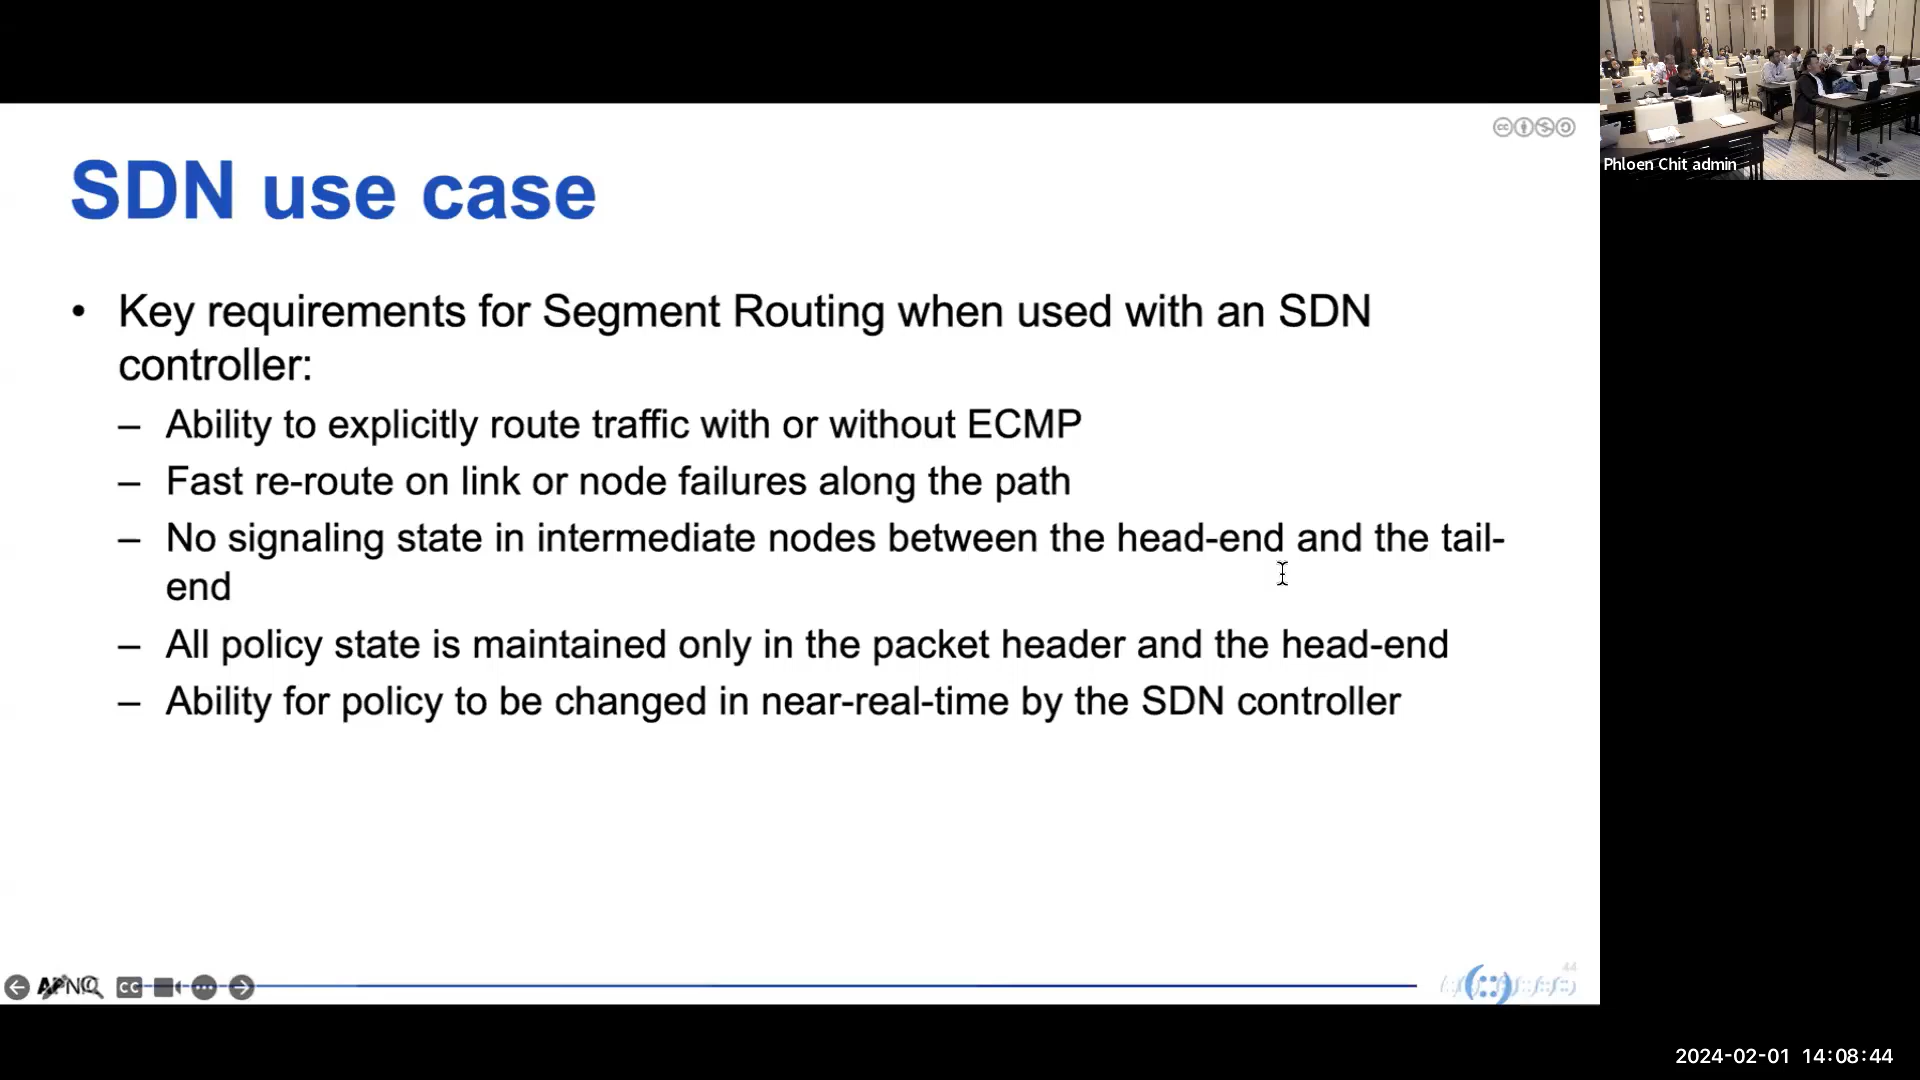 Phloen Chit admin
SDN use case
• Key requirements for Segment Routing when used with an SDN
controller:
– Ability to explicitly route traffic with or without ECMP
– Fast re-route on link or node failures along the path
– No signaling state in intermediate nodes between the head-end and the tail-
end
– All policy state is maintained only in the packet header and the head-end
– Ability for policy to be changed in near-real-time by the SDN controller
44
CC
2024-02-01 14:08:44